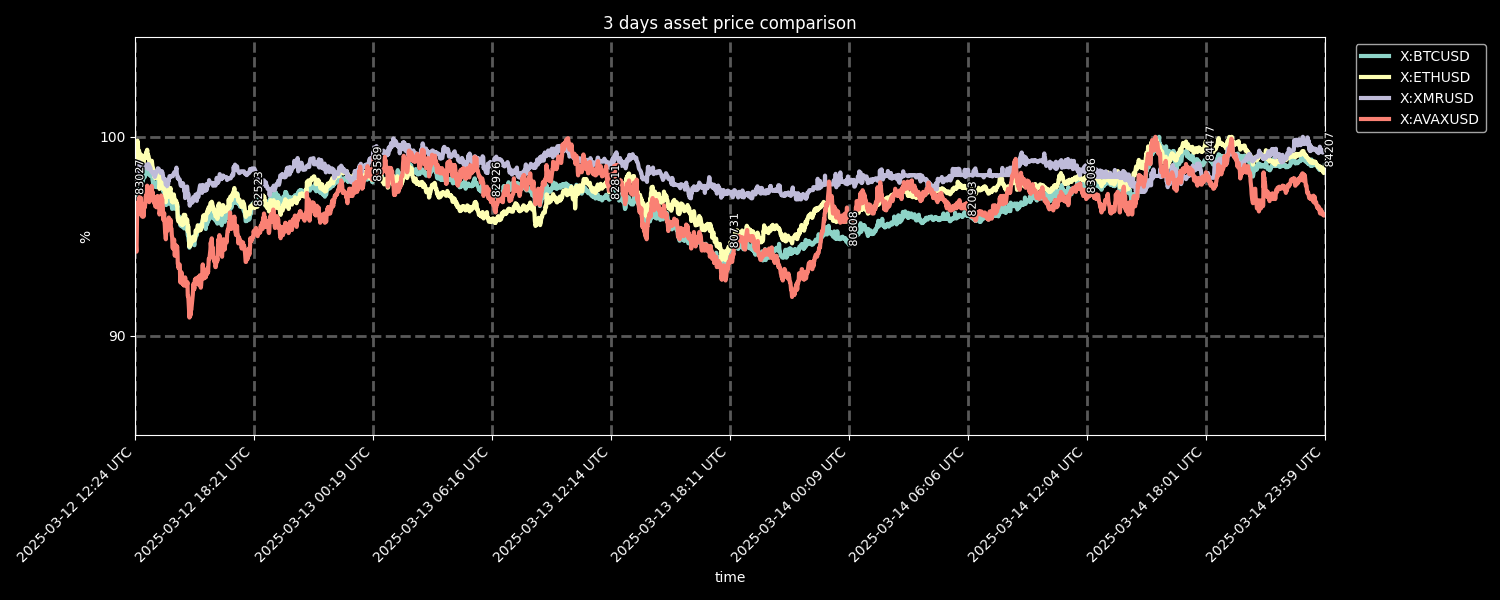 3 days asset price comparison
X:BTCUSD
X:ETHUSD
X:XMRUSD
X:AVAXUSD
100
90
%
83027
82523
83589
82926
82811
80731
80808
82093
83086
84477
84207
2025-03-12 12:24 UTC
2025-03-12 18:21 UTC
2025-03-13 00:19 UTC
2025-03-13 06:16 UTC
2025-03-13 12:14 UTC
2025-03-13 18:11 UTC
2025-03-14 00:09 UTC
2025-03-14 06:06 UTC
2025-03-14 12:04 UTC
2025-03-14 18:01 UTC
2025-03-14 23:59 UTC
time